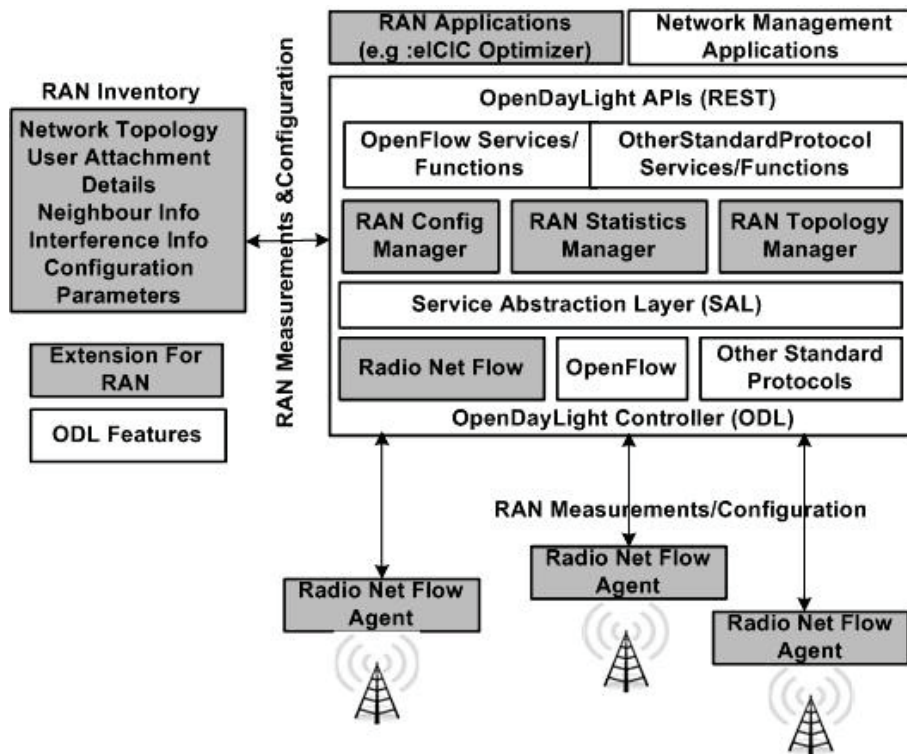 RAN Applications
(e.g :eICIC Optimizer)
Network Management
Applications
RAN Inventory
Network Topology
User Attachment
Details
Neighbour Info
Interference Info
Configuration
Parameters
Extension For
RAN
ODL Features
RAN Measurements &Configuration
OpenDayLight APIs (REST)
OpenFlow Services/
Functions
OtherStandardProtocol
Services/Functions
RAN Config
Manager
RAN Statistics
Manager
RAN Topology
Manager
Service Abstraction Layer (SAL)
Radio Net Flow
OpenFlow
Other Standard
Protocols
OpenDayLight Controller (ODL)
RAN Measurements/Configuration
Radio Net Flow
Agent
Radio Net Flow
Agent
Radio Net Flow
Agent